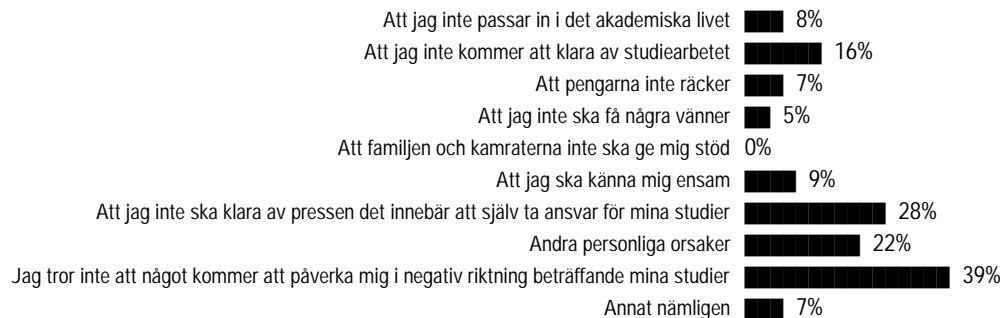 Att jag inte passar in i det akademiska livet 8%
Att jag inte kommer att klara av studiearbetet 16%
Att pengarna inte räcker 7%
Att jag inte ska få några vänner 5%
Att familjen och kamraterna inte ska ge mig stöd 0%
Att jag ska känna mig ensam 9%
Att jag inte ska klara av pressen det innebär att själv ta ansvar för mina studier 28%
Andra personliga orsaker 22%
Jag tror inte att något kommer att påverka mig i negativ riktning beträffande mina studier 39%
Annat nämligen 7%